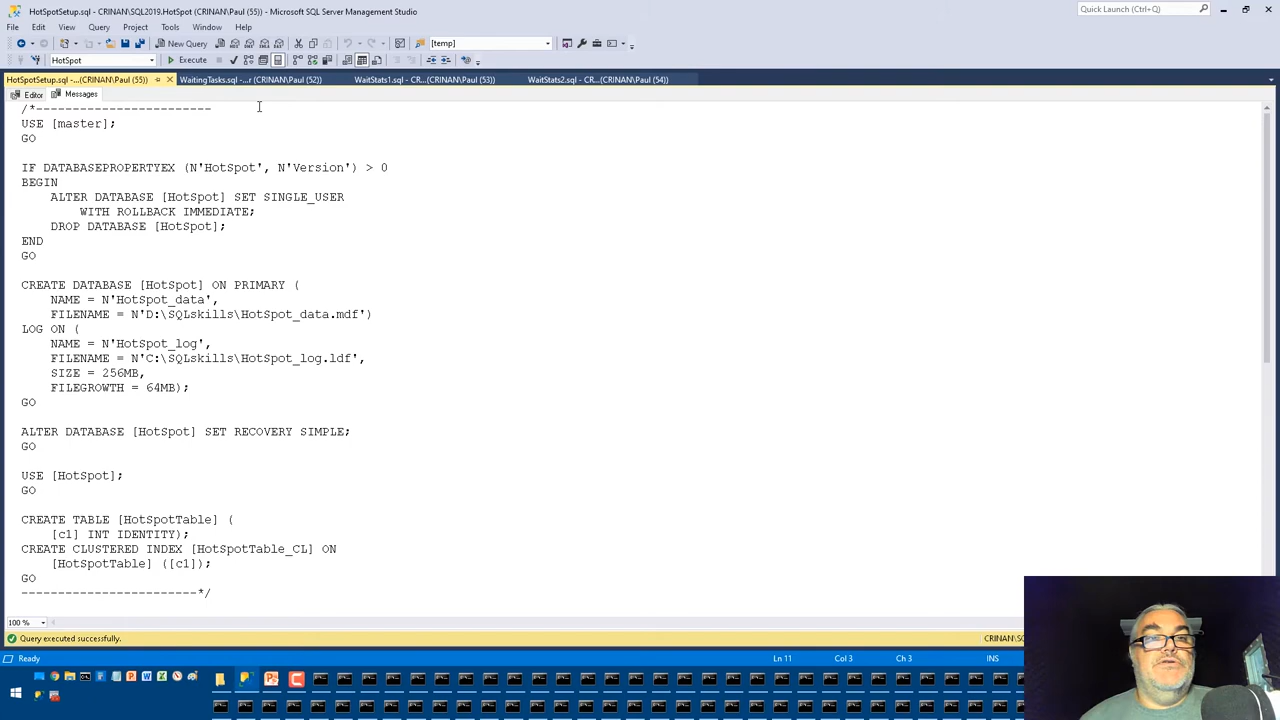 HotSpotSetup.sql - CRINAN\SQL2019.HotSpot (CRINAN\Paul (55)) - Microsoft SQL Server Management Studio
Quick Launch (Ctrl+Q)
File Edit View Query Project Tools Window Help
New Query [temp]
HotSpot Execute
HotSpotSetup.sql -...(CRINAN\Paul (55)) WaitingTasks.sql -...r (CRINAN\Paul (52)) WaitStats1.sql - CR...(CRINAN\Paul (53)) WaitStats2.sql - CR...(CRINAN\Paul (54))
Editor Messages
/*------------------------
USE [master];
GO
IF DATABASEPROPERTYEX (N'HotSpot', N'Version') > 0
BEGIN
ALTER DATABASE [HotSpot] SET SINGLE_USER
WITH ROLLBACK IMMEDIATE;
DROP DATABASE [HotSpot];
END
GO
CREATE DATABASE [HotSpot] ON PRIMARY (
NAME = N'HotSpot_data',
FILENAME = N'D:\SQLskills\HotSpot_data.mdf')
LOG ON (
NAME = N'HotSpot_log',
FILENAME = N'C:\SQLskills\HotSpot_log.ldf',
SIZE = 256MB,
FILEGROWTH = 64MB);
GO
ALTER DATABASE [HotSpot] SET RECOVERY SIMPLE;
GO
USE [HotSpot];
GO
CREATE TABLE [HotSpotTable] (
[c1] INT IDENTITY);
CREATE CLUSTERED INDEX [HotSpotTable_CL] ON
[HotSpotTable] ([c1]);
GO
------------------------*/
100 %
Query executed successfully. CRINAN\SQ
Ready Ln 11 Col 3 Ch 3 INS